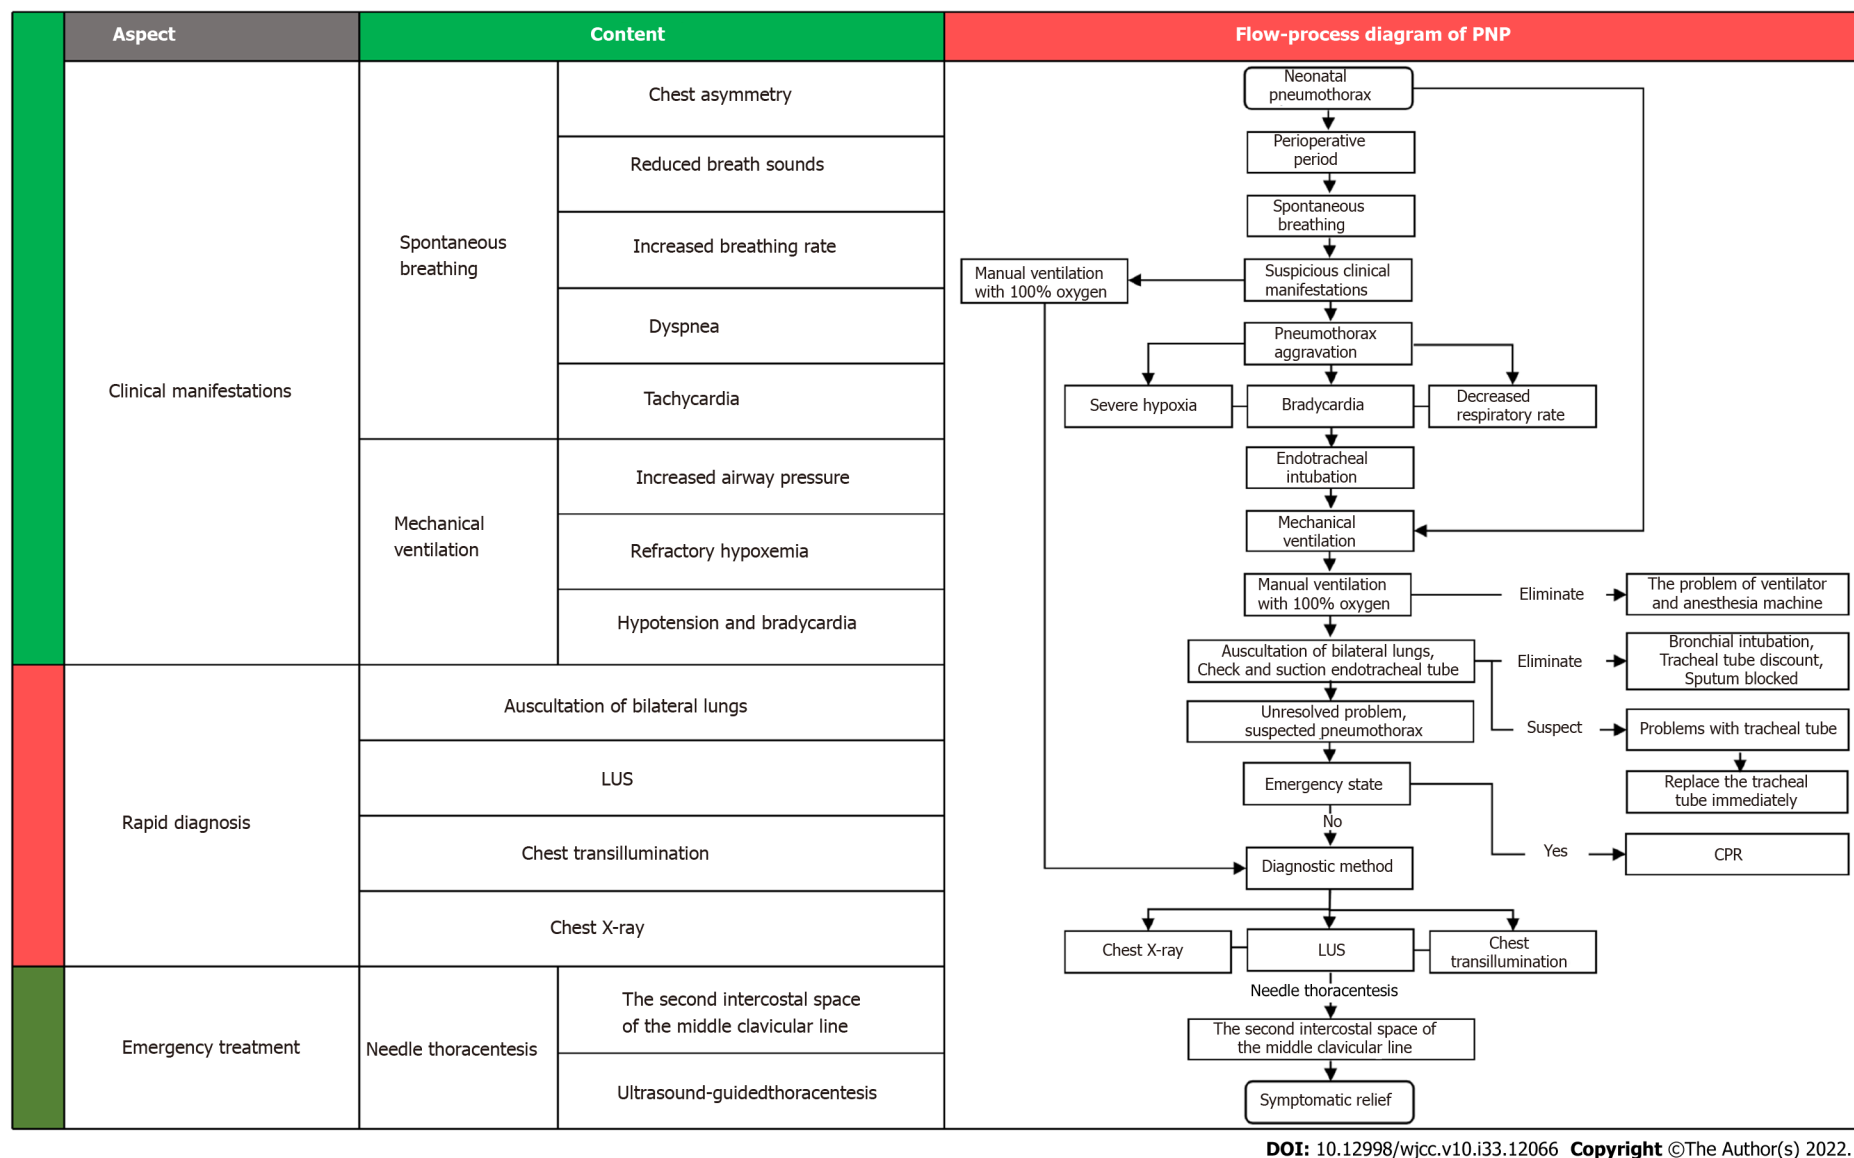 Aspect
Content
Flow-process diagram of PNP
Clinical manifestations
Spontaneous
breathing
Chest asymmetry
Reduced breath sounds
Increased breathing rate
Dyspnea
Tachycardia
Mechanical
ventilation
Increased airway pressure
Refractory hypoxemia
Hypotension and bradycardia
Rapid diagnosis
Auscultation of bilateral lungs
LUS
Chest transillumination
Chest X-ray
Emergency treatment
Needle thoracentesis
The second intercostal space
of the middle clavicular line
Ultrasound-guidedthoracentesis
Neonatal
pneumothorax
Perioperative
period
Spontaneous
breathing
Suspicious clinical
manifestations
Manual ventilation
with 100% oxygen
Pneumothorax
aggravation
Severe hypoxia
Bradycardia
Decreased
respiratory rate
Endotracheal
intubation
Mechanical
ventilation
Manual ventilation
with 100% oxygen
Eliminate
The problem of ventilator
and anesthesia machine
Auscultation of bilateral lungs,
Check and suction endotracheal tube
Eliminate
Bronchial intubation,
Tracheal tube discount,
Sputum blocked
Suspect
Problems with tracheal tube
Replace the tracheal
tube immediately
Unresolved problem,
suspected pneumothorax
Emergency state
No
Yes
CPR
Diagnostic method
Chest X-ray
LUS
Chest
transillumination
Needle thoracentesis
The second intercostal space of
the middle clavicular line
Symptomatic relief
DOI: 10.12998/wjcc.v10.i33.12066 Copyright ©The Author(s) 2022.